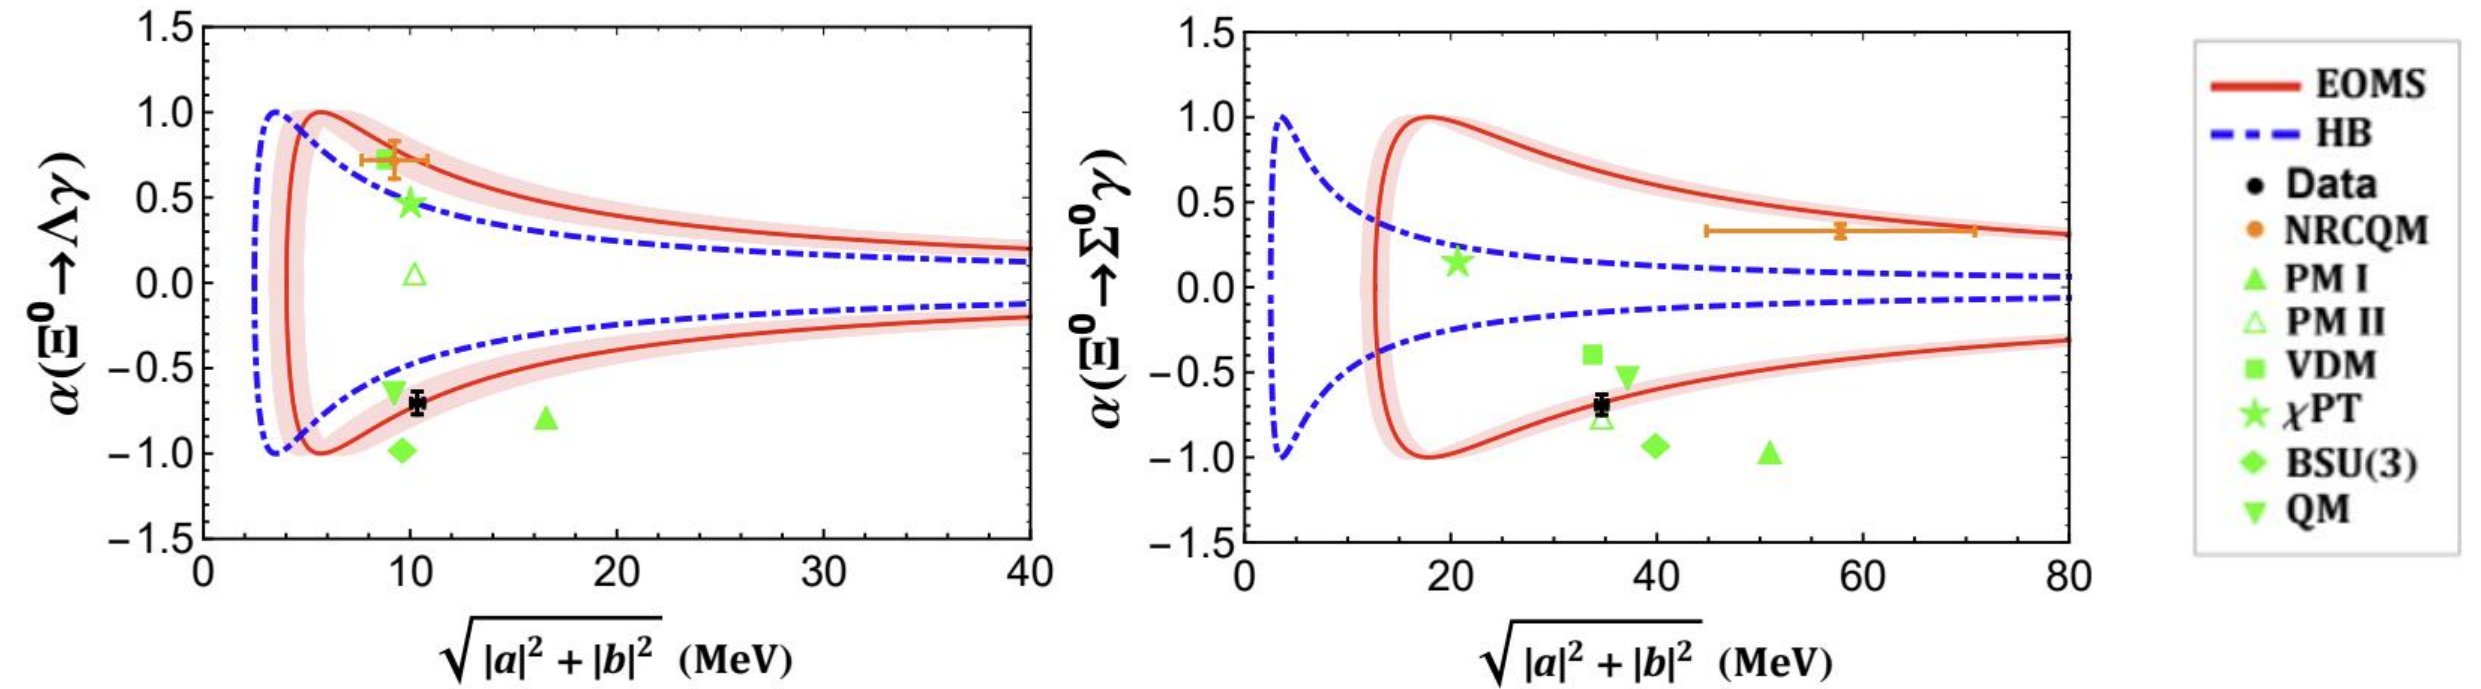 α(Ξ⁰→Λγ)
1.5
1.0
0.5
0.0
−0.5
−1.0
−1.5
0 10 20 30 40
√|a|² + |b|² (MeV)
α(Ξ⁰→Σ⁰γ)
1.5
1.0
0.5
0.0
−0.5
−1.0
−1.5
0 20 40 60 80
√|a|² + |b|² (MeV)
EOMS
HB
Data
NRCQM
PM I
PM II
VDM
χPT
BSU(3)
QM